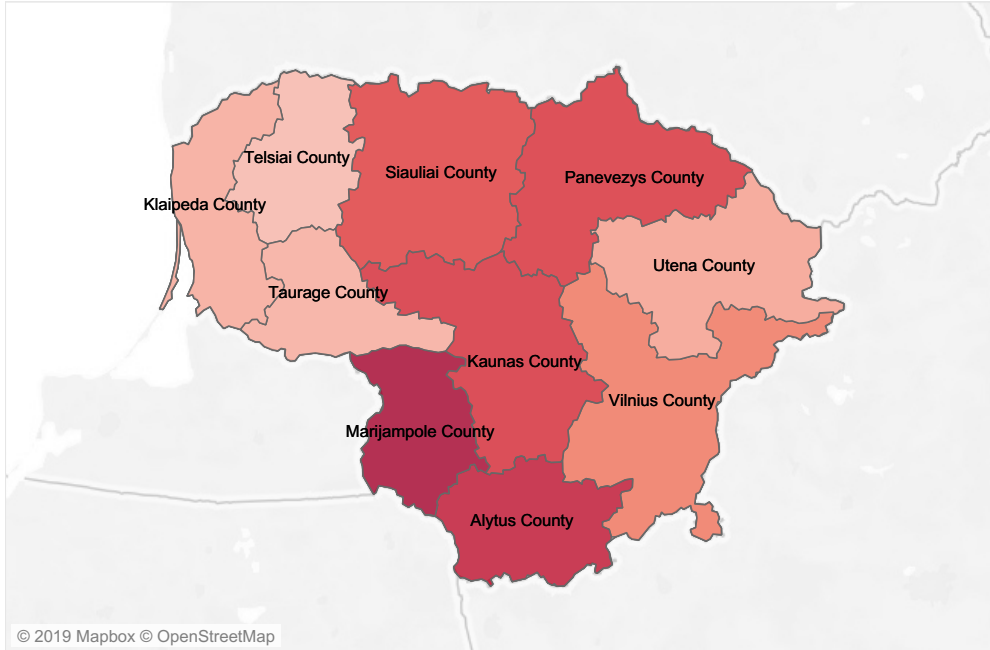 Telsiai County
Siauliai County
Panevezys County
Klaipeda County
Utena County
Taurage County
Kaunas County
Vilnius County
Marijampole County
Alytus County
© 2019 Mapbox © OpenStreetMap